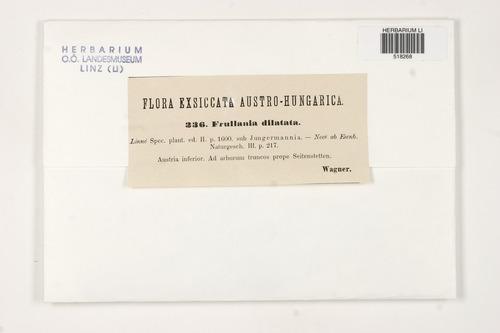 HERBARIUM
O.Ö. LANDESMUSEUM
LINZ (LI)
HERBARIUM LI
518268
FLORA EXSICCATA AUSTRO-HUNGARICA.
236. Frullania dilatata.
Linné Spec. plant. ed. II. p. 1600. sub Jungermannia. — Nees ab Esenb.
Naturgesch. III. p. 217.
Austria inferior. Ad arborum truncos prope Seitenstetten.
Wagner.